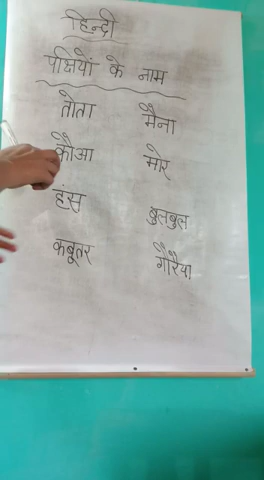 हिन्दी
पक्षियों के नाम
तोता मैना
कौआ मोर
हंस बुलबुल
कबूतर गौरैया